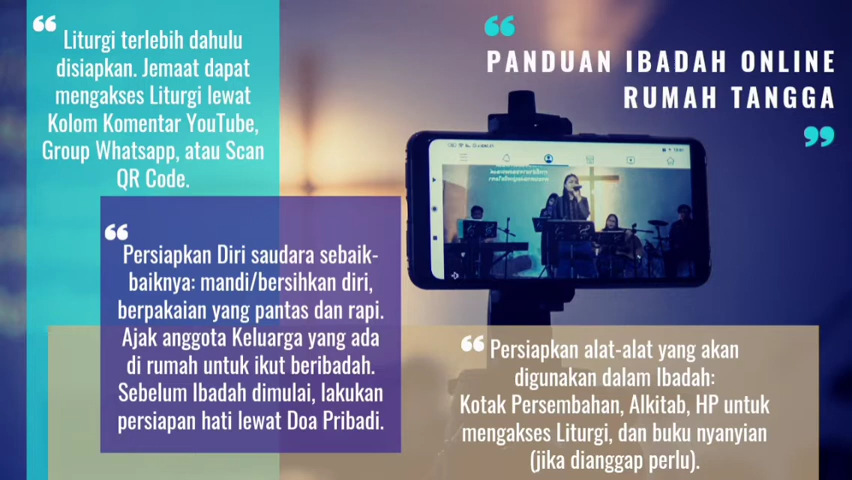 PANDUAN IBADAH ONLINE
RUMAH TANGGA
Liturgi terlebih dahulu
disiapkan. Jemaat dapat
mengakses Liturgi lewat
Kolom Komentar YouTube,
Group Whatsapp, atau Scan
QR Code.
Persiapkan Diri saudara sebaik-
baiknya: mandi/bersihkan diri,
berpakaian yang pantas dan rapi.
Ajak anggota Keluarga yang ada
di rumah untuk ikut beribadah.
Sebelum Ibadah dimulai, lakukan
persiapan hati lewat Doa Pribadi.
Persiapkan alat-alat yang akan
digunakan dalam Ibadah:
Kotak Persembahan, Alkitab, HP untuk
mengakses Liturgi, dan buku nyanyian
(jika dianggap perlu).